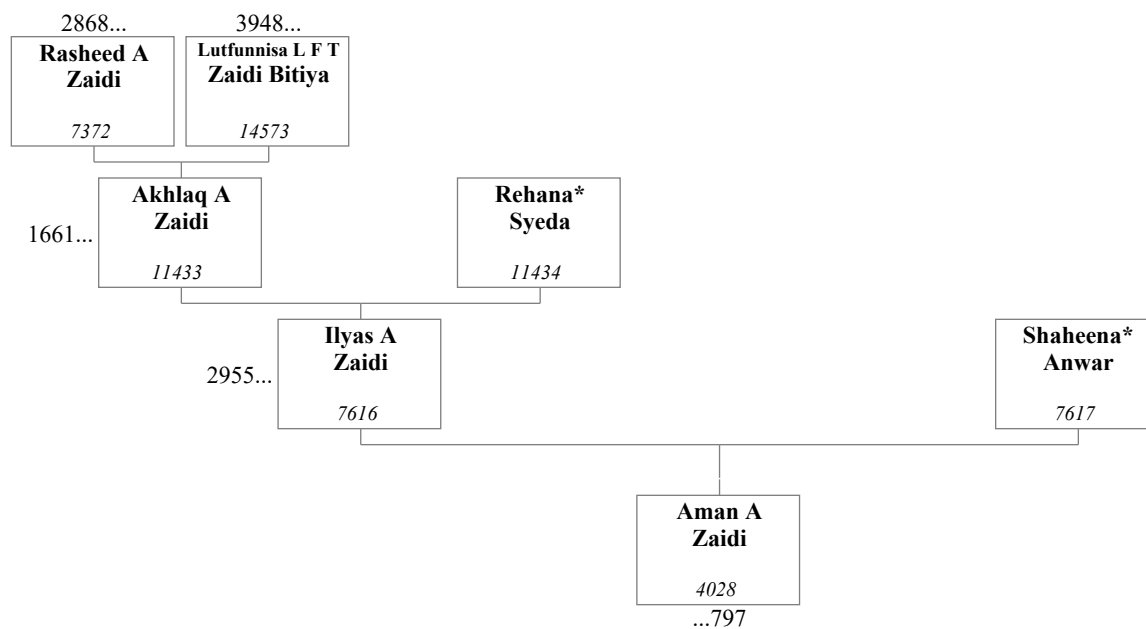 2868...
3948...
Rasheed A
Zaidi
7372
Lutfunnisa L F T
Zaidi Bitiya
14573
1661...
Akhlaq A
Zaidi
11433
Rehana*
Syeda
11434
2955...
Ilyas A
Zaidi
7616
Shaheena*
Anwar
7617
Aman A
Zaidi
4028
...797